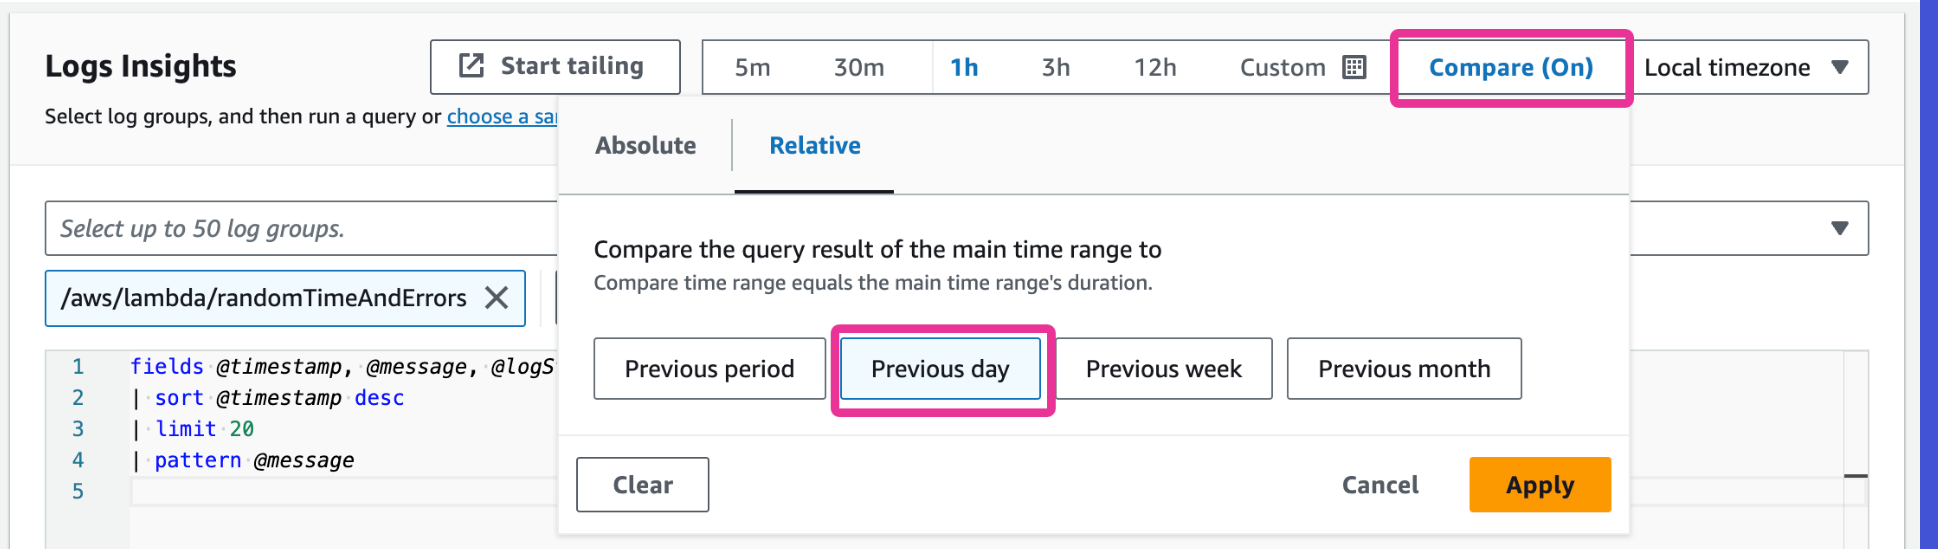 Logs Insights
Start tailing
5m 30m 1h 3h 12h Custom Compare (On) Local timezone
Select log groups, and then run a query or choose a sa
Absolute Relative
Select up to 50 log groups.
Compare the query result of the main time range to
Compare time range equals the main time range's duration.
/aws/lambda/randomTimeAndErrors
Previous period Previous day Previous week Previous month
1 fields @timestamp, @message, @logS
2 | sort @timestamp desc
3 | limit 20
4 | pattern @message
5
Clear Cancel Apply